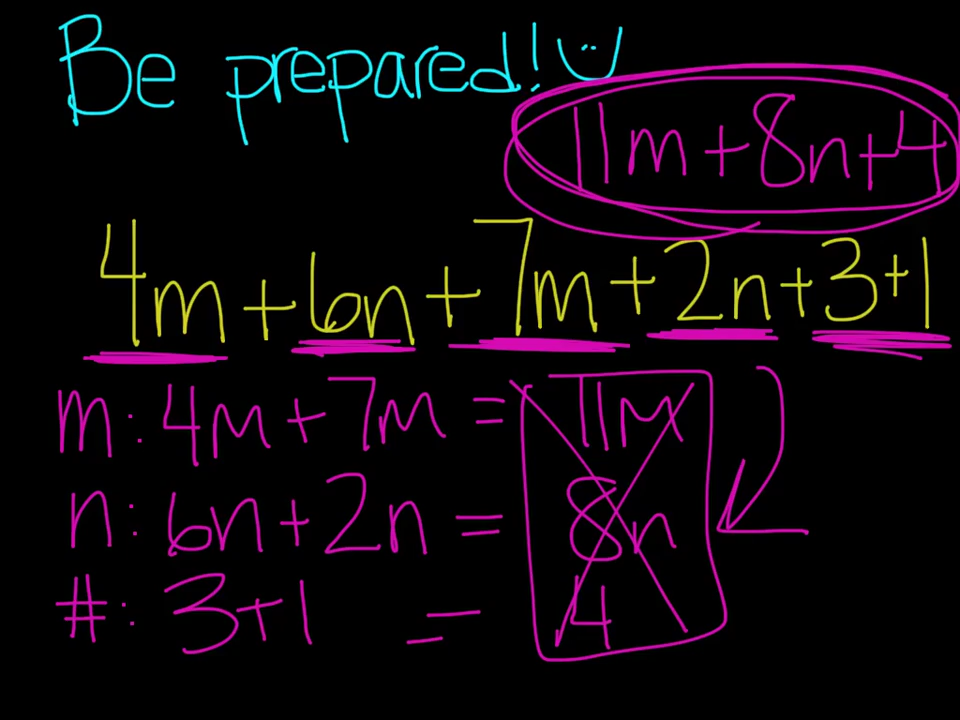 Be prepared!
11m+8n+4
4m+6n+7m+2n+3+1
m: 4m+7m = 11m
n: 6n+2n = 8n
#: 3+1 = 4